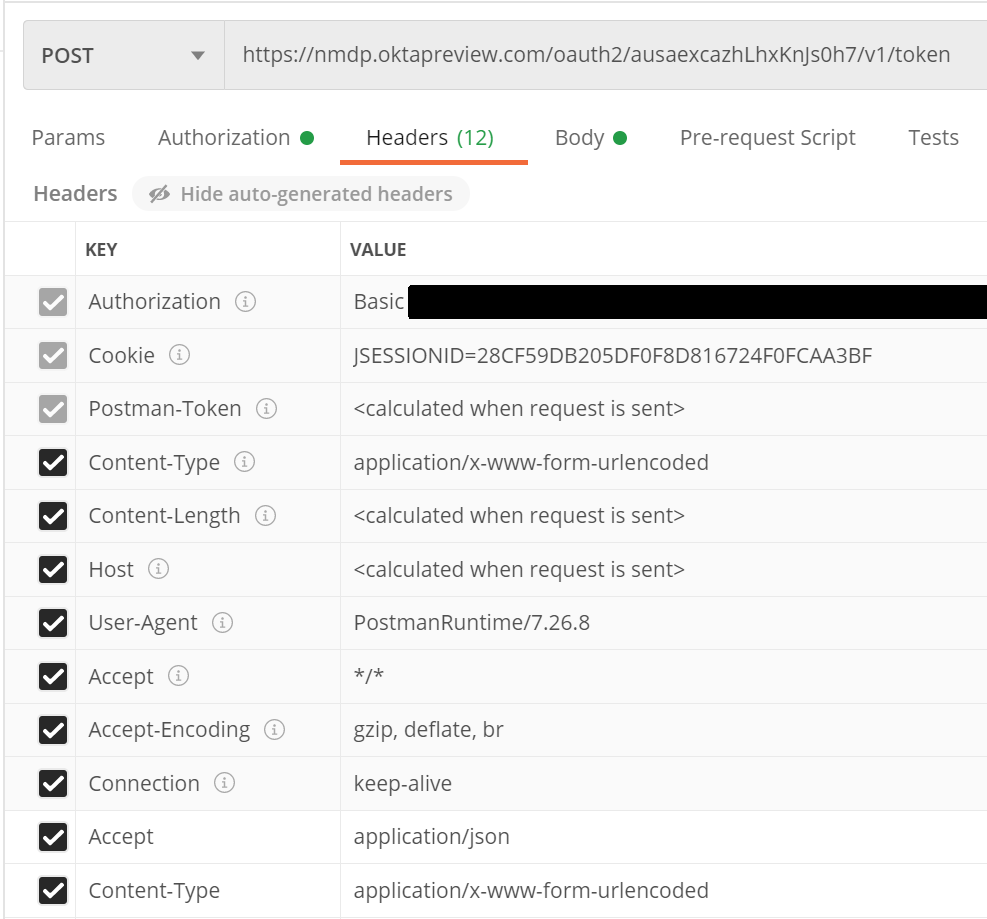 POST https://nmdp.oktapreview.com/oauth2/ausaexcazhLhxKnJs0h7/v1/token
Params Authorization Headers (12) Body Pre-request Script Tests
Headers Hide auto-generated headers
KEY VALUE
Authorization Basic
Cookie JSESSIONID=28CF59DB205DF0F8D816724F0FCAA3BF
Postman-Token <calculated when request is sent>
Content-Type application/x-www-form-urlencoded
Content-Length <calculated when request is sent>
Host <calculated when request is sent>
User-Agent PostmanRuntime/7.26.8
Accept */*
Accept-Encoding gzip, deflate, br
Connection keep-alive
Accept application/json
Content-Type application/x-www-form-urlencoded